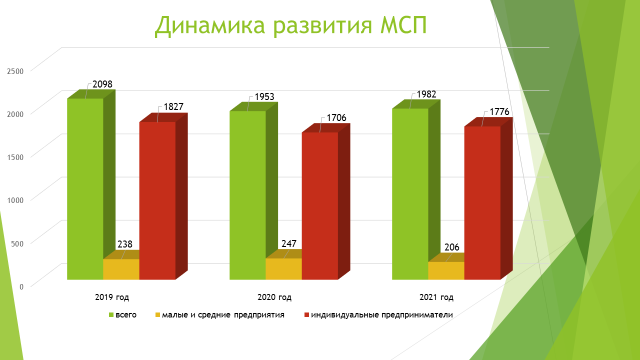 Динамика развития МСП
2500
2000
1500
1000
500
0
2098
238
1827
1953
247
1706
1982
206
1776
2019 год
2020 год
2021 год
всего
малые и средние предприятия
индивидуальные предприниматели